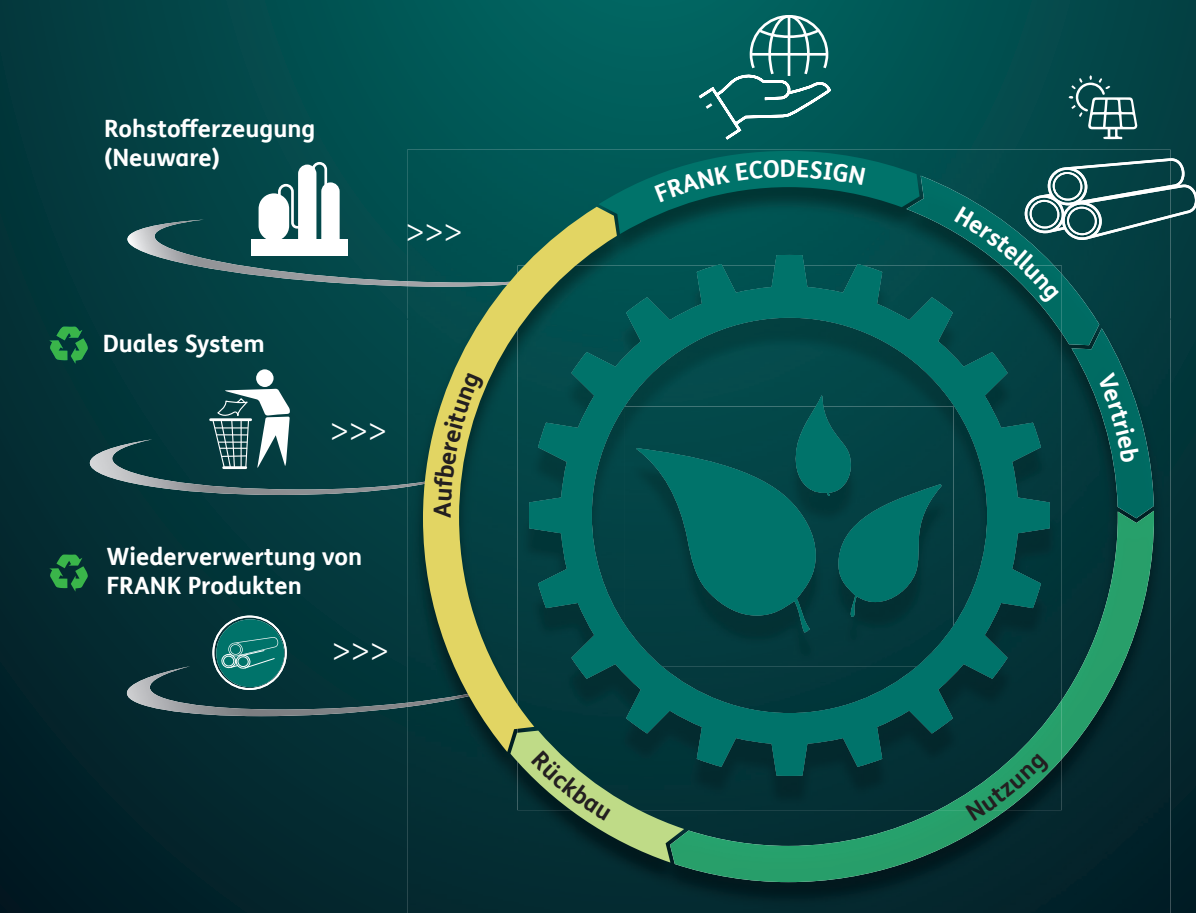 Rohstofferzeugung
(Neuware)
>>>
Duales System
>>>
Wiederverwertung von
FRANK Produkten
>>>
FRANK ECODESIGN
Herstellung
Vertrieb
Nutzung
Rückbau
Aufbereitung